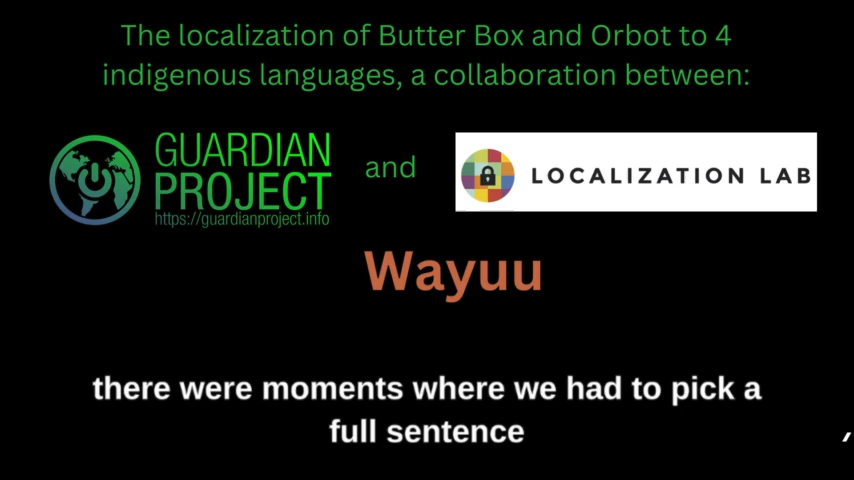 The localization of Butter Box and Orbot to 4
indigenous languages, a collaboration between:
GUARDIAN
PROJECT
https://guardianproject.info
and
LOCALIZATION LAB
Wayuu
there were moments where we had to pick a
full sentence
,